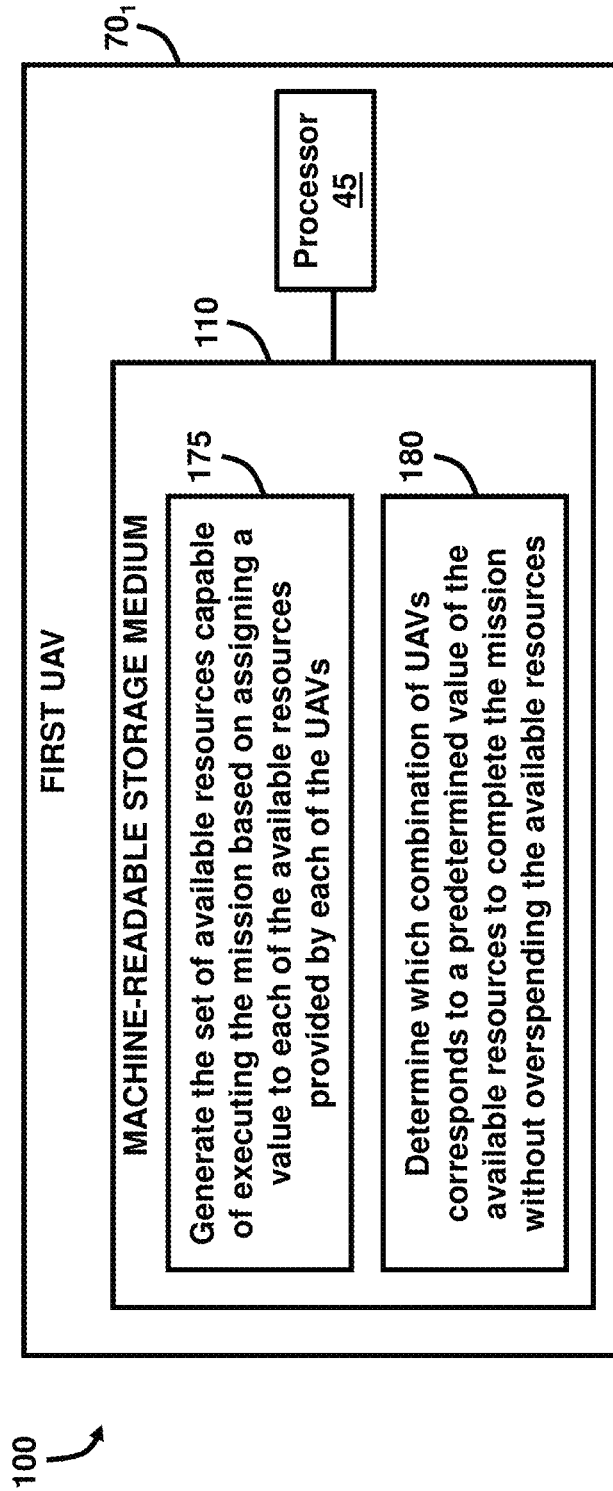 100
FIRST UAV
70₁
MACHINE-READABLE STORAGE MEDIUM
110
Processor
45
175
Generate the set of available resources capable
of executing the mission based on assigning a
value to each of the available resources
provided by each of the UAVs
180
Determine which combination of UAVs
corresponds to a predetermined value of the
available resources to complete the mission
without overspending the available resources